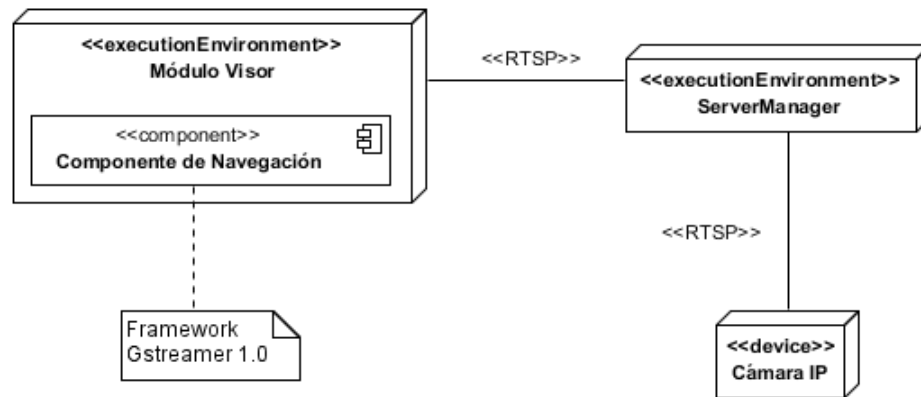 <<executionEnvironment>>
Módulo Visor
<<component>>
Componente de Navegación
<<RTSP>>
<<executionEnvironment>>
ServerManager
<<RTSP>>
Framework
Gstreamer 1.0
<<device>>
Cámara IP